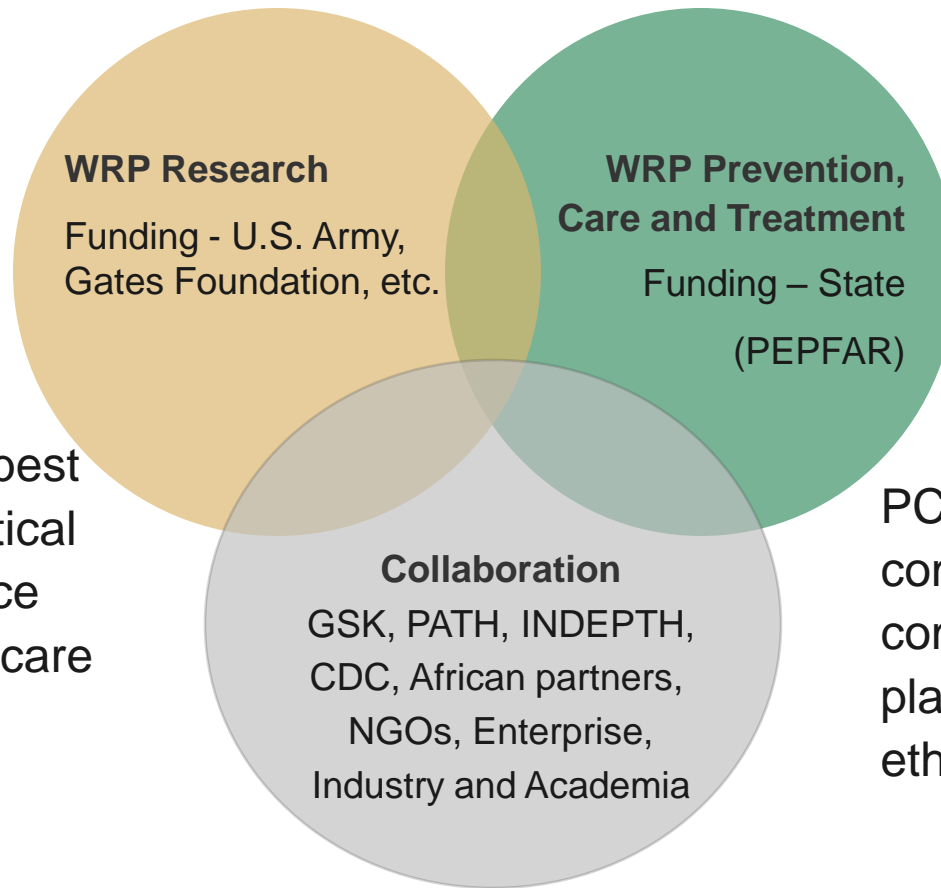 WRP Research
Funding - U.S. Army,
Gates Foundation, etc.
WRP Prevention,
Care and Treatment
Funding – State
(PEPFAR)
care
Collaboration
GSK, PATH, INDEPTH,
CDC, African partners,
NGOs, Enterprise,
Industry and Academia